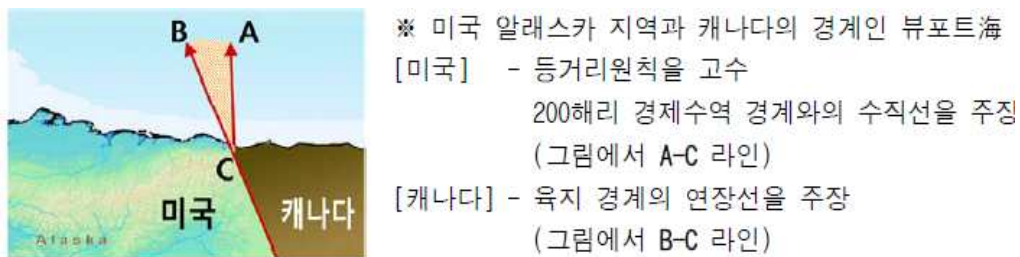 B A
C
미국
캐나다
Alaska
※ 미국 알래스카 지역과 캐나다의 경계인 뷰포트海
[미국] - 등거리원칙을 고수
200해리 경제수역 경계와의 수직선을 주장
(그림에서 A-C 라인)
[캐나다] - 육지 경계의 연장선을 주장
(그림에서 B-C 라인)